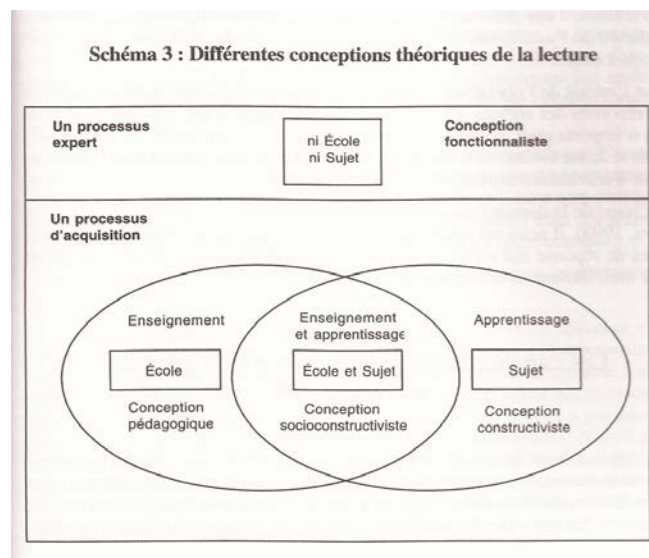 Schéma 3 : Différentes conceptions théoriques de la lecture
Un processus
expert
ni École
ni Sujet
Conception
fonctionnaliste
Un processus
d'acquisition
Enseignement
École
Conception
pédagogique
Enseignement
et apprentissage
École et Sujet
Conception
socioconstructiviste
Apprentissage
Sujet
Conception
constructiviste